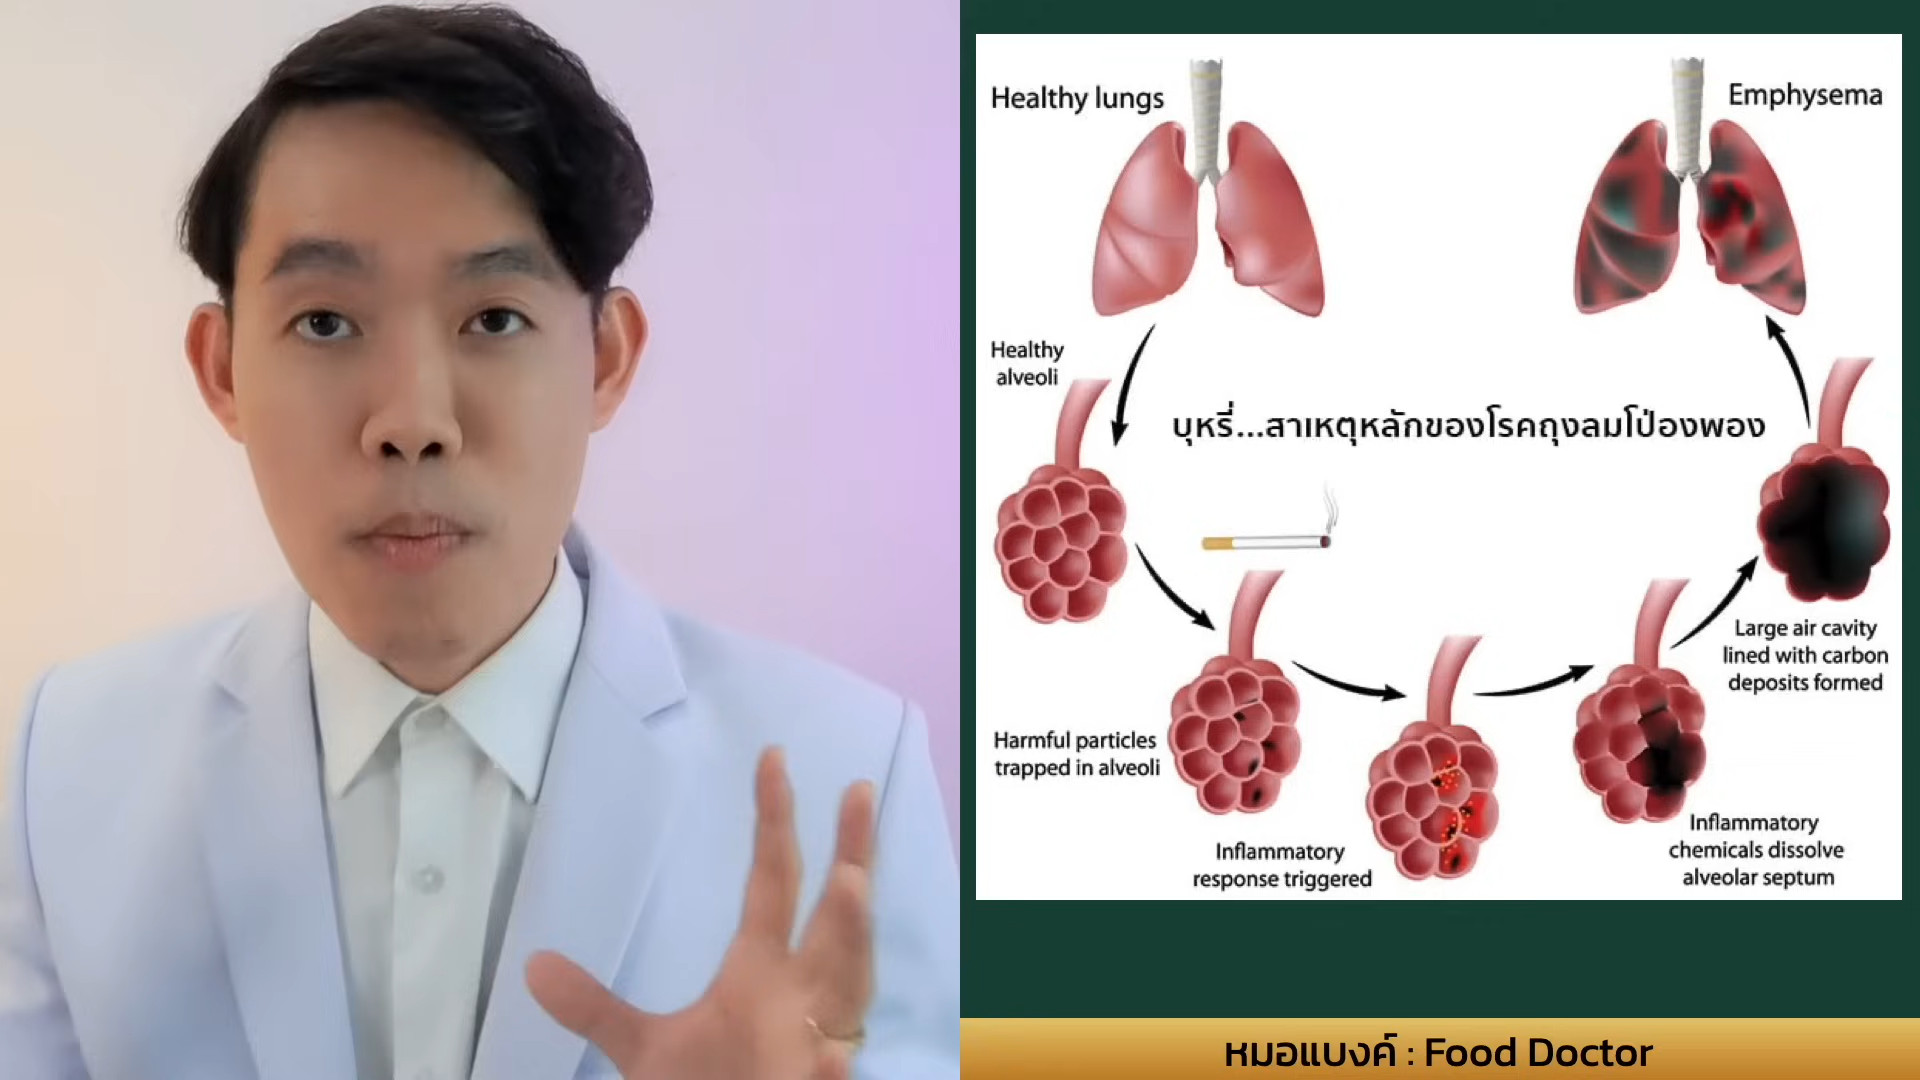 Healthy lungs
Emphysema
Healthy
alveoli
บุหรี่...สาเหตุหลักของโรคถุงลมโป่องพอง
Harmful particles
trapped in alveoli
Inflammatory
response triggered
Inflammatory
chemicals dissolve
alveolar septum
Large air cavity
lined with carbon
deposits formed
หมอแบงค์ : Food Doctor